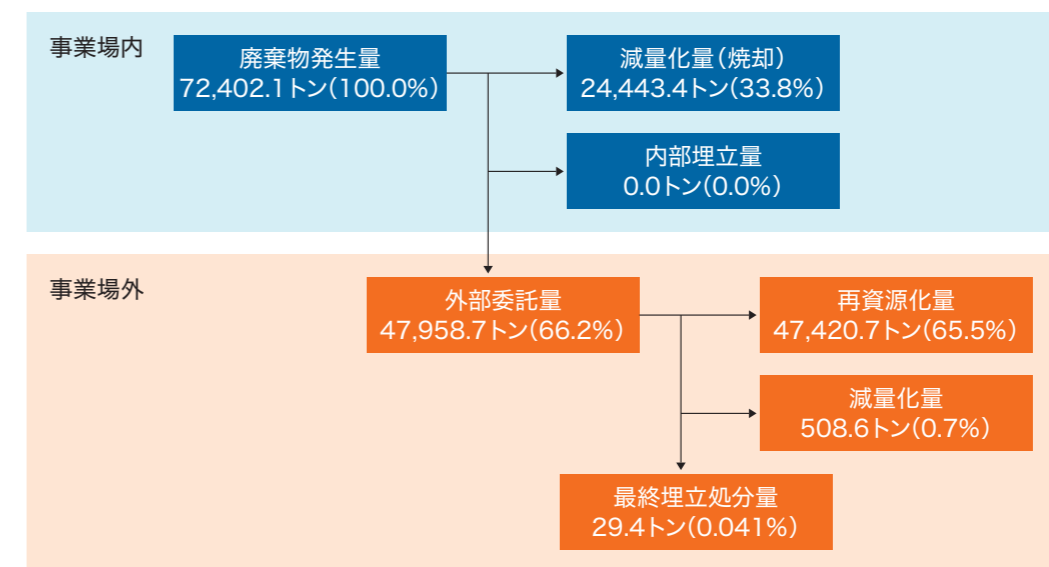 事業場内
廃棄物発生量
72,402.1トン(100.0%)
減量化量(焼却)
24,443.4トン(33.8%)
内部埋立量
0.0トン(0.0%)
事業場外
外部委託量
47,958.7トン(66.2%)
再資源化量
47,420.7トン(65.5%)
減量化量
508.6トン(0.7%)
最終埋立処分量
29.4トン(0.041%)